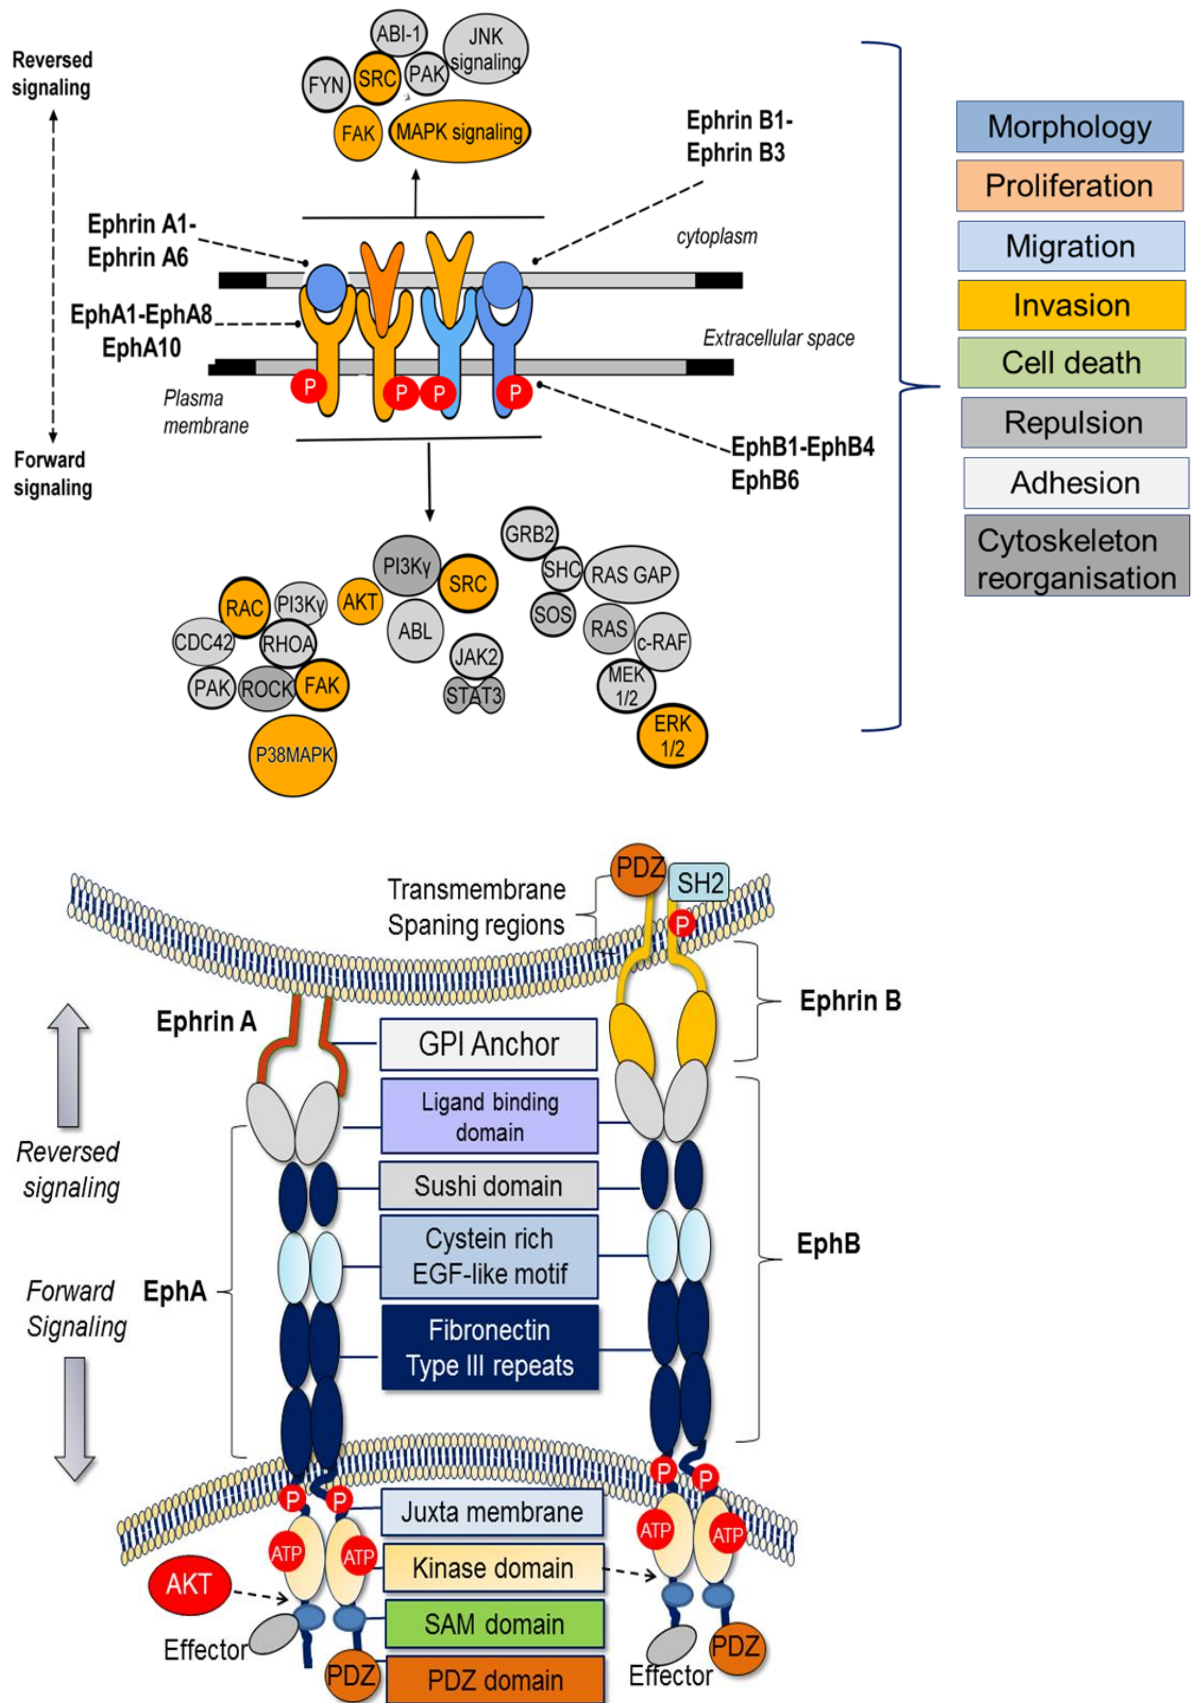 Reversed
signaling
ABI-1
JNK
signaling
FYN
SRC
PAK
FAK
MAPK signaling
Ephrin B1-
Ephrin B3
Ephrin A1-
Ephrin A6
cytoplasm
EphA1-EphA8
EphA10
Extracellular space
P
P
P
P
Plasma
membrane
Forward
signaling
EphB1-EphB4
EphB6
GRB2
PI3Kγ
SHC
RAS GAP
SRC
RAC
PI3Kγ
AKT
SOS
CDC42
RHOA
ABL
RAS
c-RAF
JAK2
PAK
ROCK
FAK
STAT3
MEK
1/2
ERK
1/2
P38MAPK
Morphology
Proliferation
Migration
Invasion
Cell death
Repulsion
Adhesion
Cytoskeleton
reorganisation
PDZ
SH2
Transmembrane
Spaning regions
P
Ephrin A
Ephrin B
GPI Anchor
Ligand binding
domain
Reversed
signaling
Sushi domain
Cystein rich
EGF-like motif
EphB
Forward
Signaling
EphA
Fibronectin
Type III repeats
P
P
P
P
Juxta membrane
ATP
ATP
ATP
ATP
Kinase domain
AKT
SAM domain
Effector
PDZ
PDZ domain
Effector
PDZ